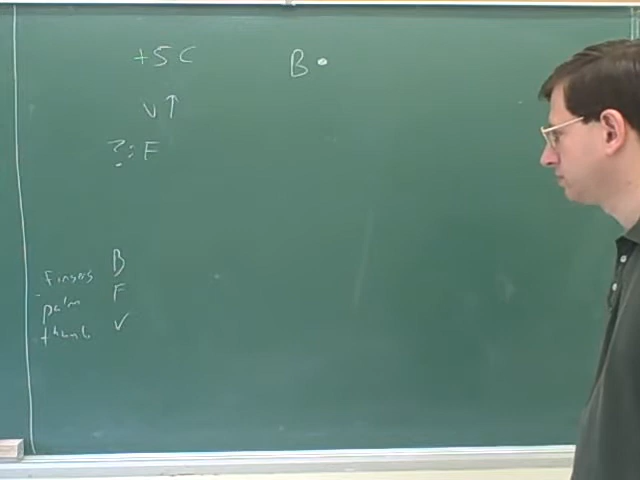 +5 C
B •
v ↑
?: F
fingers B
palm F
thumb v